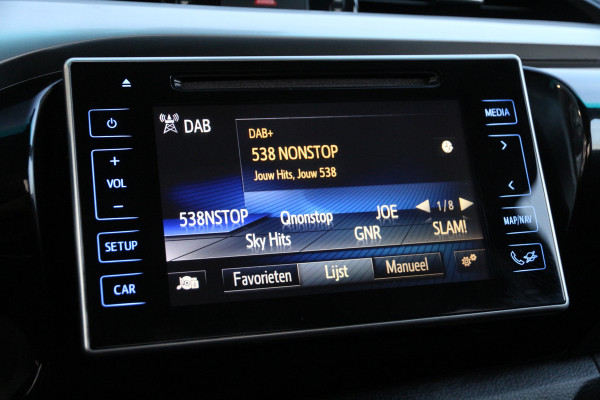 DAB
DAB+
538 NONSTOP
Jouw Hits, Jouw 538
538NSTOP Qnonstop JOE 1/8
Sky Hits GNR SLAM!
Favorieten Lijst Manueel
+
VOL
−
SETUP
CAR
MEDIA
MAP/NAV